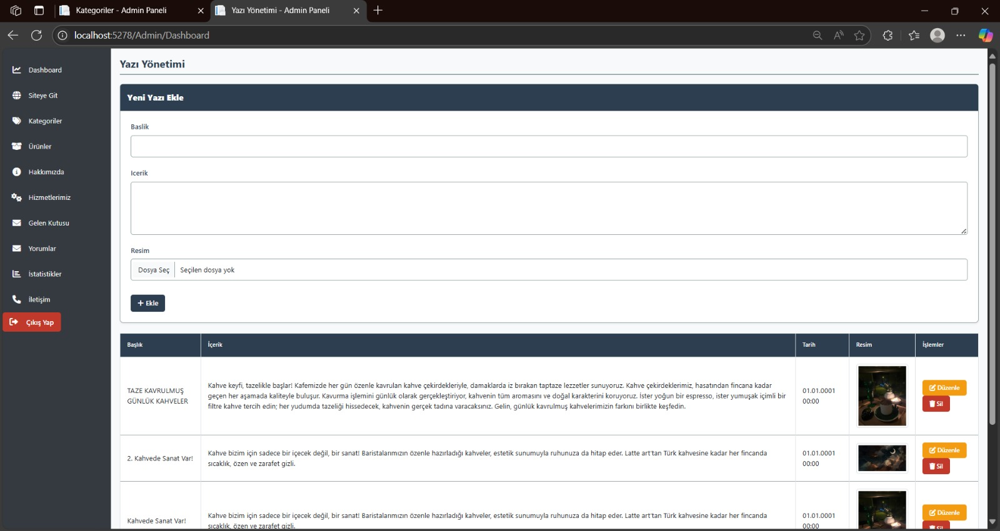 Kategoriler - Admin Paneli
Yazı Yönetimi - Admin Paneli
localhost:5278/Admin/Dashboard
Dashboard
Siteye Git
Kategoriler
Ürünler
Hakkımızda
Hizmetlerimiz
Gelen Kutusu
Yorumlar
İstatistikler
İletişim
Çıkış Yap
Yazı Yönetimi
Yeni Yazı Ekle
Baslik
Icerik
Resim
Dosya Seç Seçilen dosya yok
+ Ekle
Başlık İçerik Tarih Resim İşlemler
TAZE KAVRULMUŞ
GÜNLÜK KAHVELER
Kahve keyfi, tazelikle başlar! Kafemizde her gün özenle kavrulan kahve çekirdekleriyle, damaklarda iz bırakan taptaze lezzetler sunuyoruz. Kahve çekirdeklerimiz, hasatından fincana kadar
geçen her aşamada kaliteyle buluşur. Kavurma işlemini günlük olarak gerçekleştiriyor, kahvenin tüm aromasını ve doğal karakterini koruyoruz. İster yoğun bir espresso, ister yumuşak içimli bir
filtre kahve tercih edin; her yudumda tazeliği hissedecek, kahvenin gerçek tadına varacaksınız. Gelin, günlük kavrulmuş kahvelerimizin farkını birlikte keşfedin.
01.01.0001
00:00
Düzenle
Sil
2. Kahvede Sanat Var!
Kahve bizim için sadece bir içecek değil, bir sanat! Baristalarımızın özenle hazırladığı kahveler, estetik sunumuyla ruhunuza da hitap eder. Latte art'tan Türk kahvesine kadar her fincanda
sıcaklık, özen ve zarafet gizli.
01.01.0001
00:00
Düzenle
Sil
Kahvede Sanat Var!
Kahve bizim için sadece bir içecek değil, bir sanat! Baristalarımızın özenle hazırladığı kahveler, estetik sunumuyla ruhunuza da hitap eder. Latte art'tan Türk kahvesine kadar her fincanda
sıcaklık, özen ve zarafet gizli.
01.01.0001
00:00
Düzenle
Sil